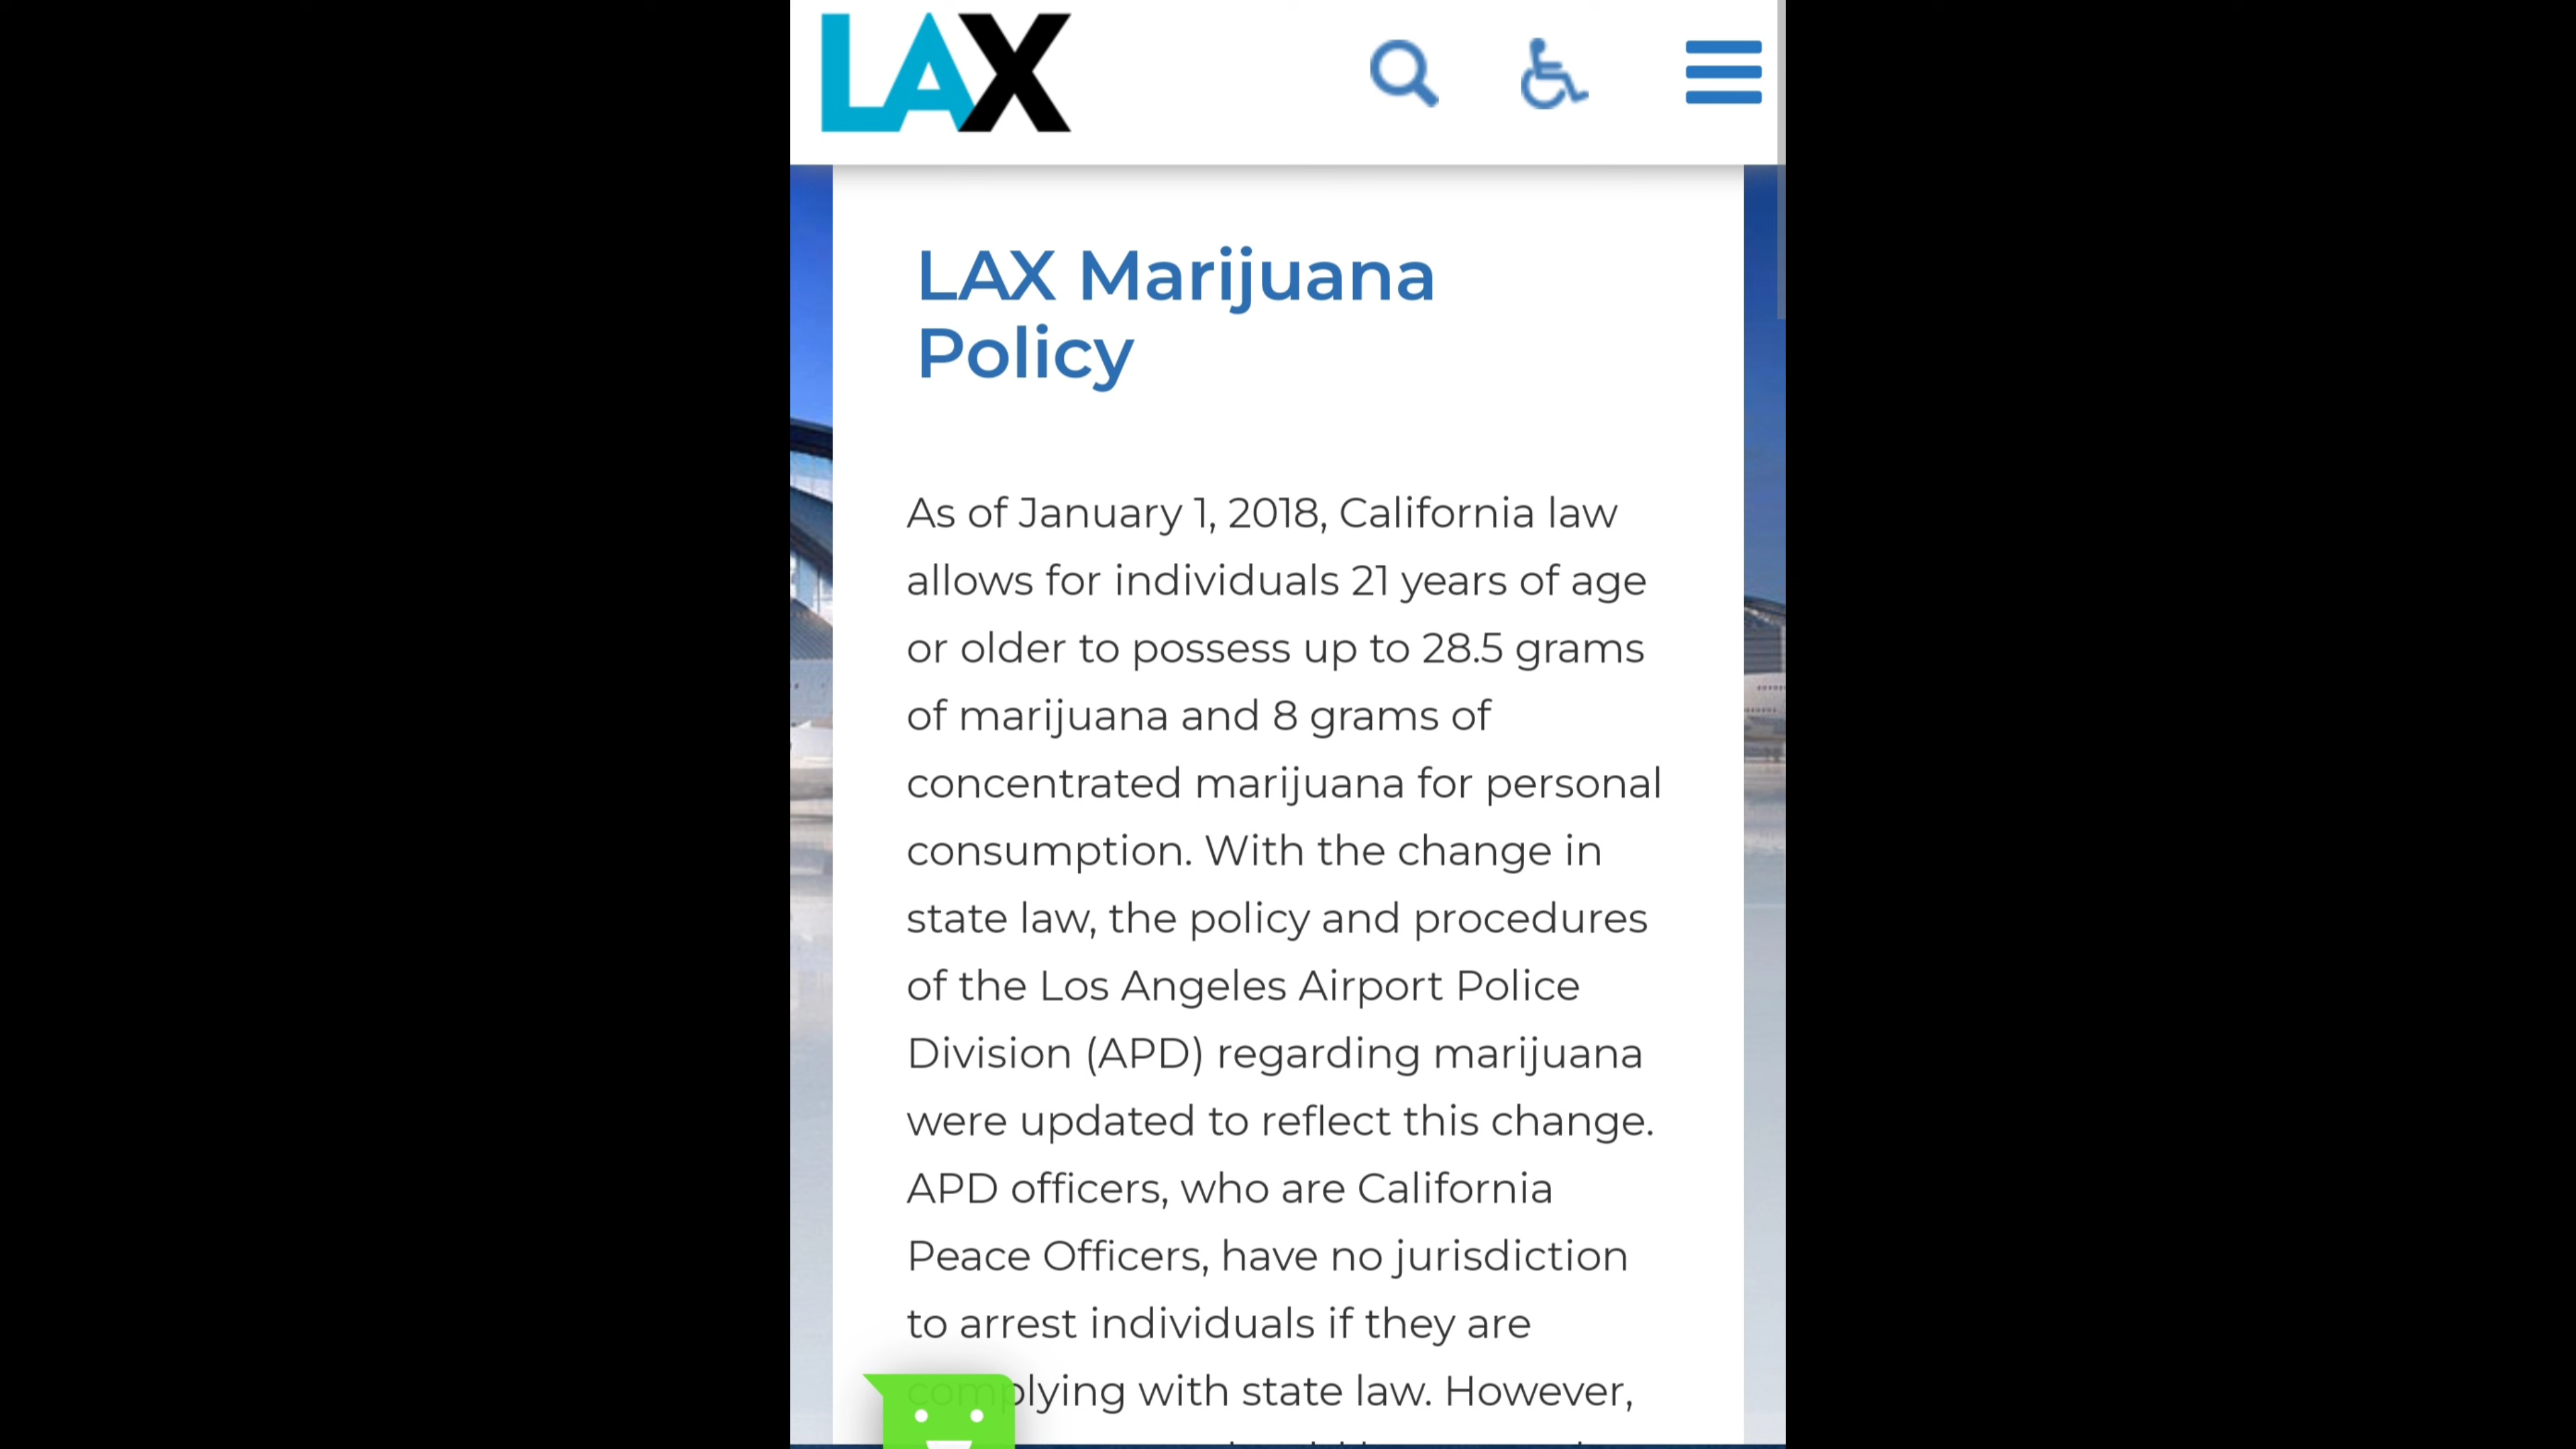 LAX
LAX Marijuana
Policy
As of January 1, 2018, California law
allows for individuals 21 years of age
or older to possess up to 28.5 grams
of marijuana and 8 grams of
concentrated marijuana for personal
consumption. With the change in
state law, the policy and procedures
of the Los Angeles Airport Police
Division (APD) regarding marijuana
were updated to reflect this change.
APD officers, who are California
Peace Officers, have no jurisdiction
to arrest individuals if they are
complying with state law. However,